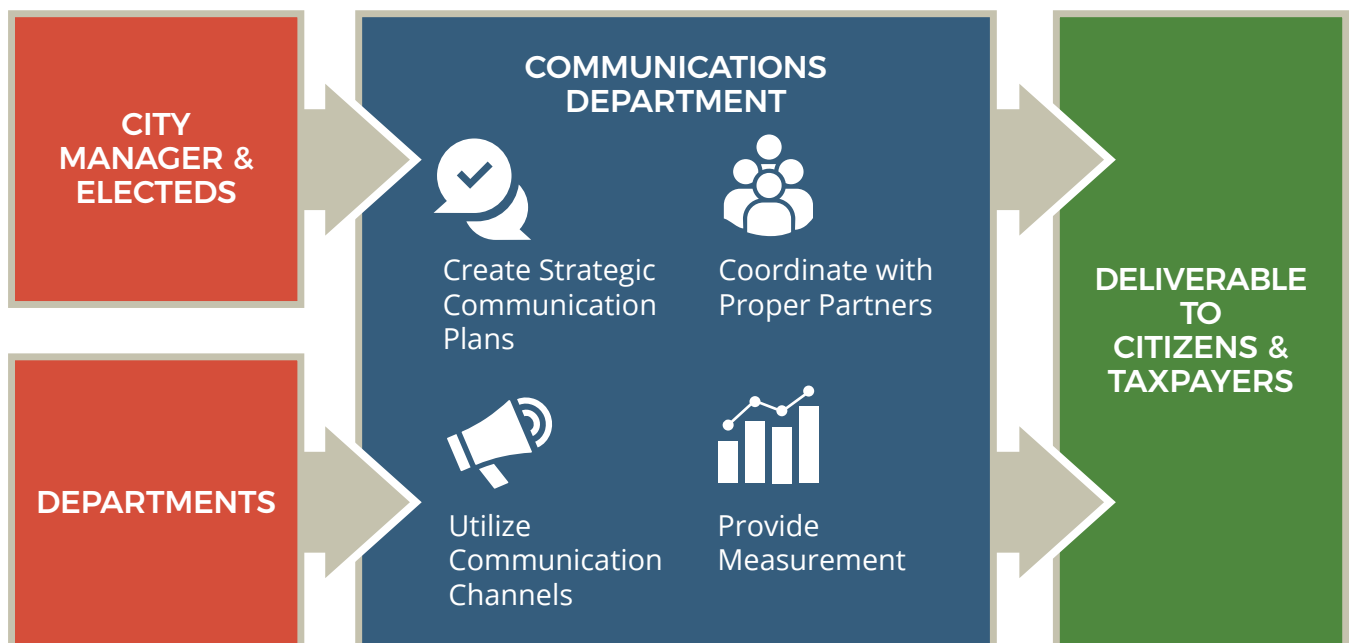 CITY
MANAGER &
ELECTEDS
DEPARTMENTS
COMMUNICATIONS
DEPARTMENT
Create Strategic
Communication
Plans
Coordinate with
Proper Partners
Utilize
Communication
Channels
Provide
Measurement
DELIVERABLE
TO
CITIZENS &
TAXPAYERS